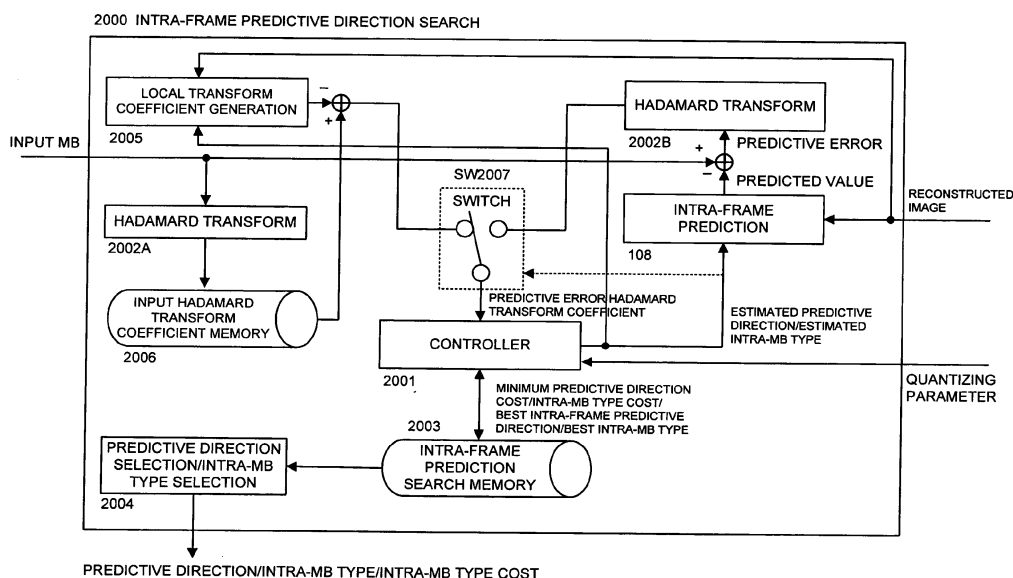 2000 INTRA-FRAME PREDICTIVE DIRECTION SEARCH
LOCAL TRANSFORM
COEFFICIENT GENERATION
2005
−
+
HADAMARD TRANSFORM
2002B
PREDICTIVE ERROR
INPUT MB
+
−
PREDICTED VALUE
SW2007
SWITCH
HADAMARD TRANSFORM
2002A
INTRA-FRAME
PREDICTION
108
RECONSTRUCTED
IMAGE
INPUT HADAMARD
TRANSFORM
COEFFICIENT MEMORY
2006
PREDICTIVE ERROR HADAMARD
TRANSFORM COEFFICIENT
ESTIMATED PREDICTIVE
DIRECTION/ESTIMATED
INTRA-MB TYPE
CONTROLLER
2001
QUANTIZING
PARAMETER
MINIMUM PREDICTIVE DIRECTION
COST/INTRA-MB TYPE COST/
BEST INTRA-FRAME PREDICTIVE
DIRECTION/BEST INTRA-MB TYPE
2003
INTRA-FRAME
PREDICTION
SEARCH MEMORY
PREDICTIVE DIRECTION
SELECTION/INTRA-MB
TYPE SELECTION
2004
PREDICTIVE DIRECTION/INTRA-MB TYPE/INTRA-MB TYPE COST